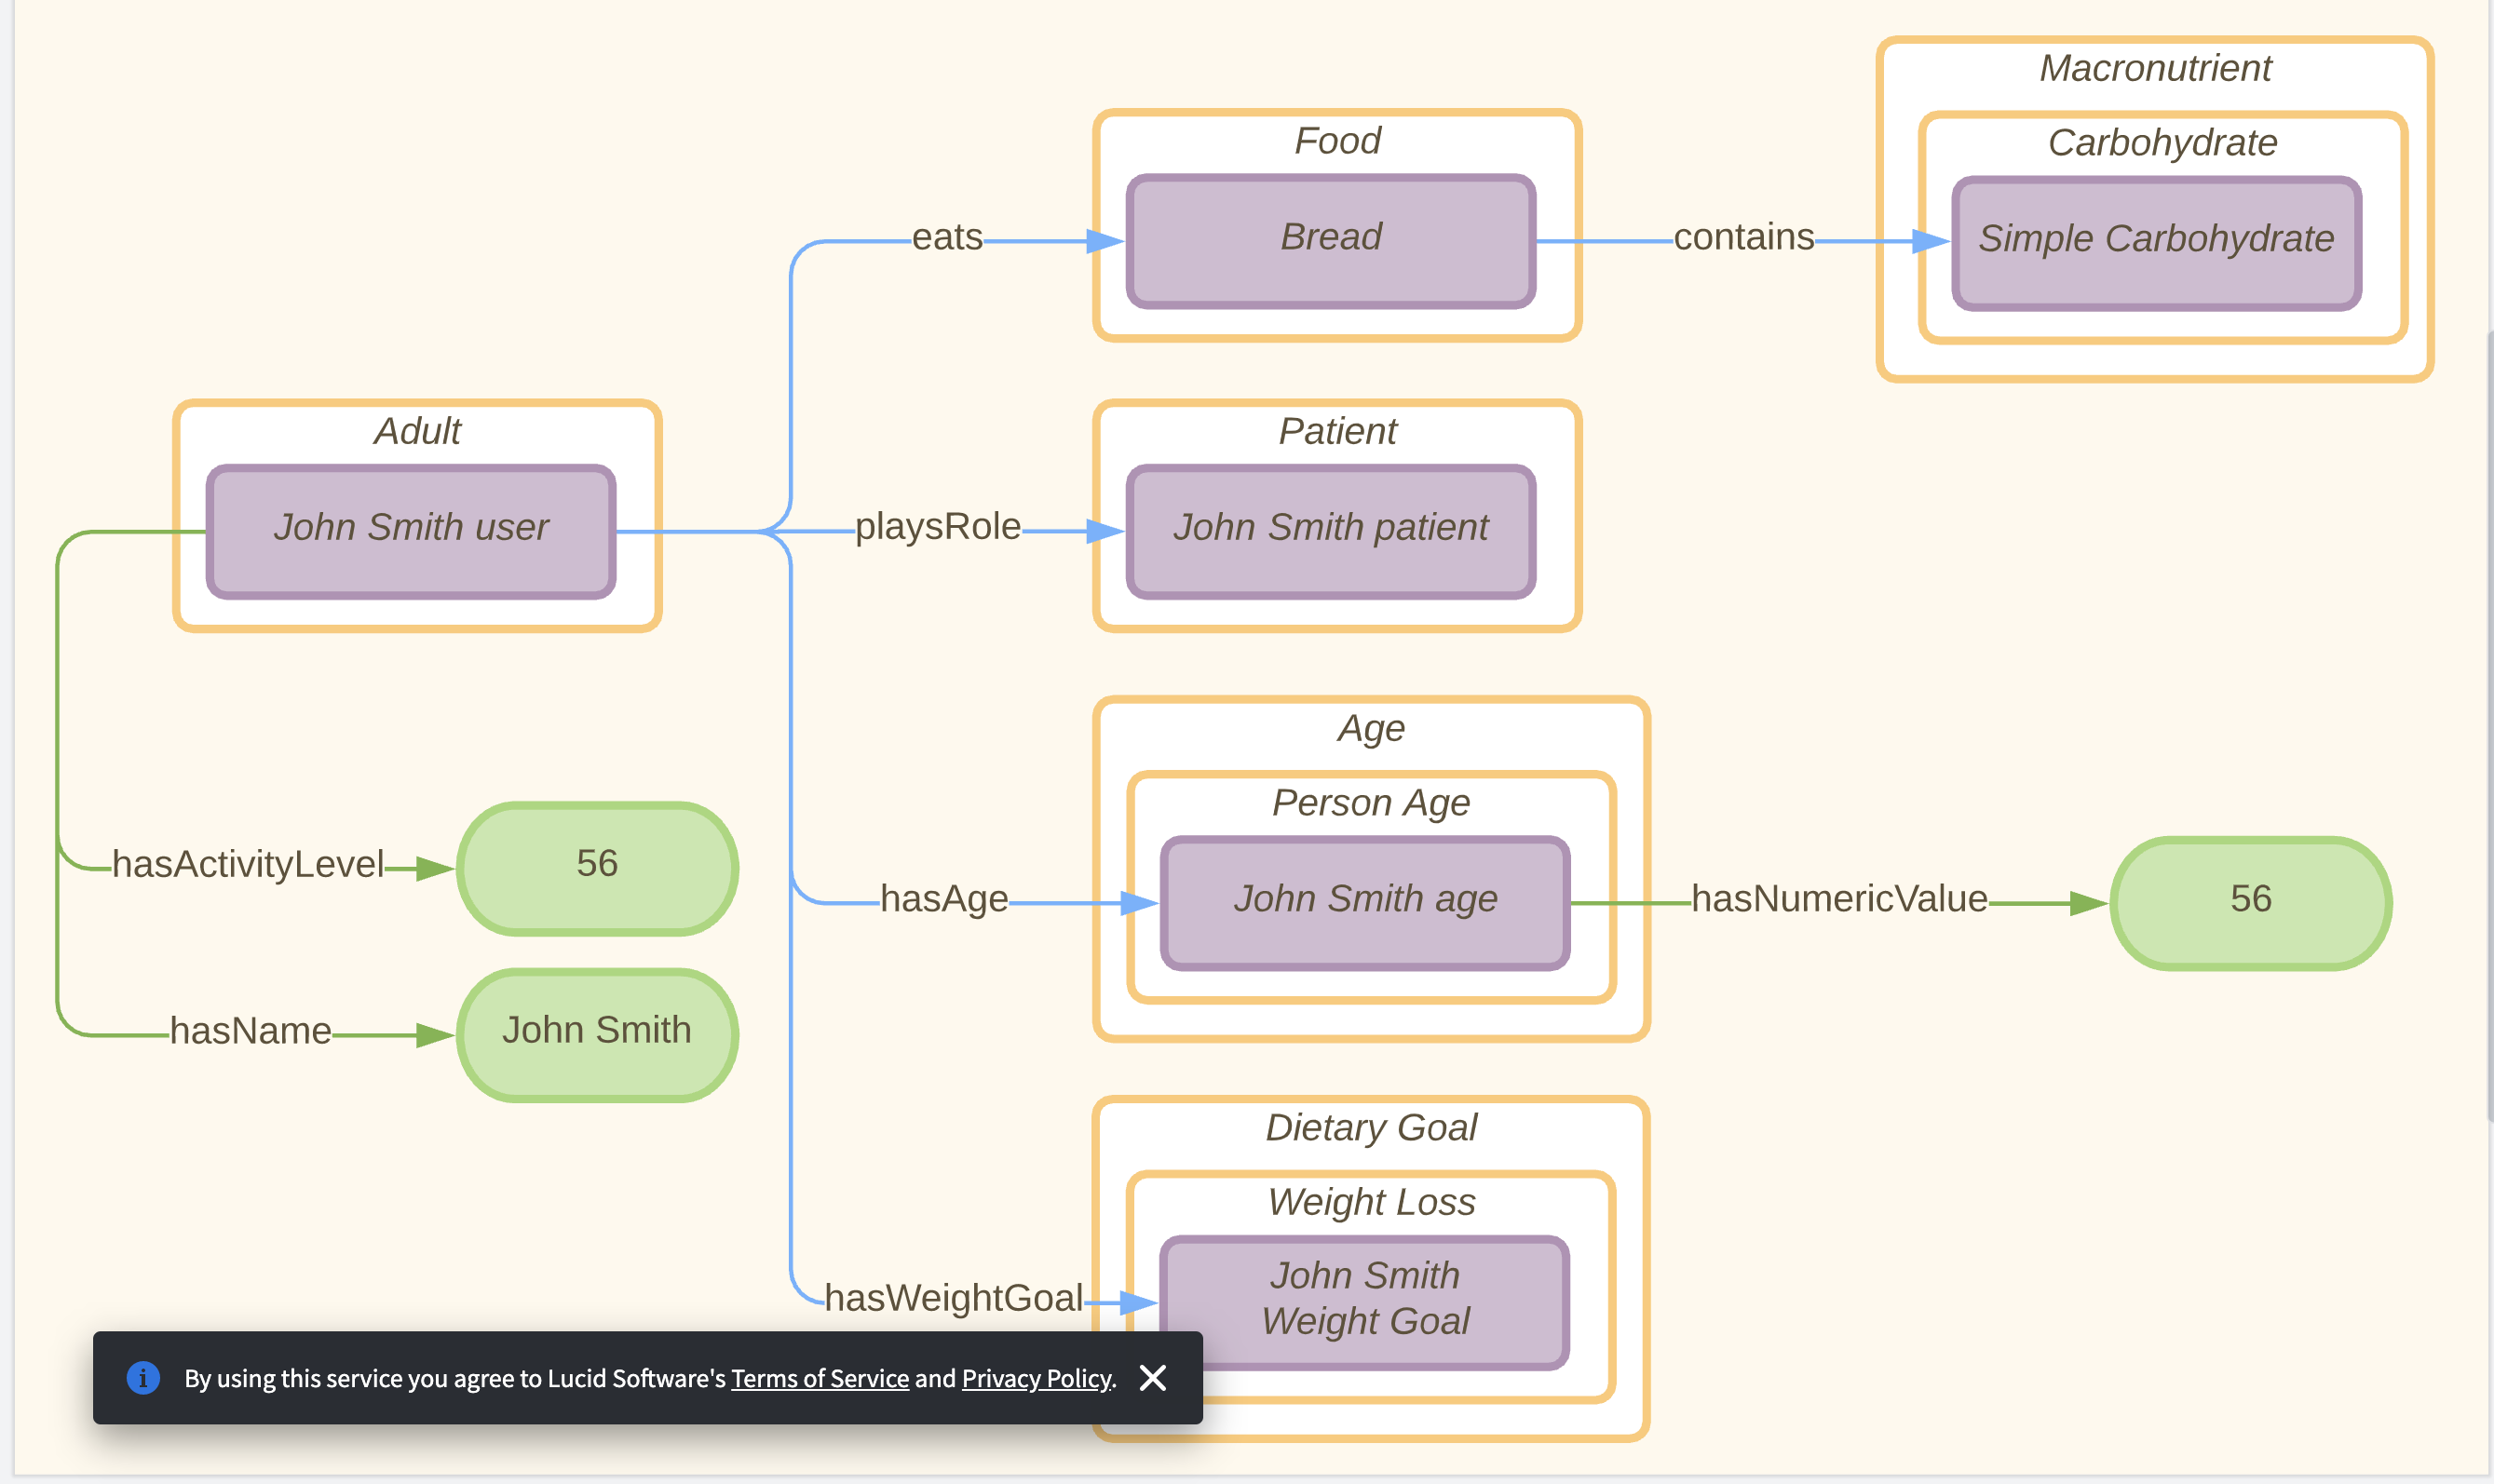 Macronutrient
Food
Carbohydrate
eats
Bread
contains
Simple Carbohydrate
Adult
Patient
John Smith user
playsRole
John Smith patient
Age
Person Age
hasActivityLevel
56
hasAge
John Smith age
hasNumericValue
56
hasName
John Smith
Dietary Goal
Weight Loss
hasWeightGoal
John Smith
Weight Goal
By using this service you agree to Lucid Software's Terms of Service and Privacy Policy.